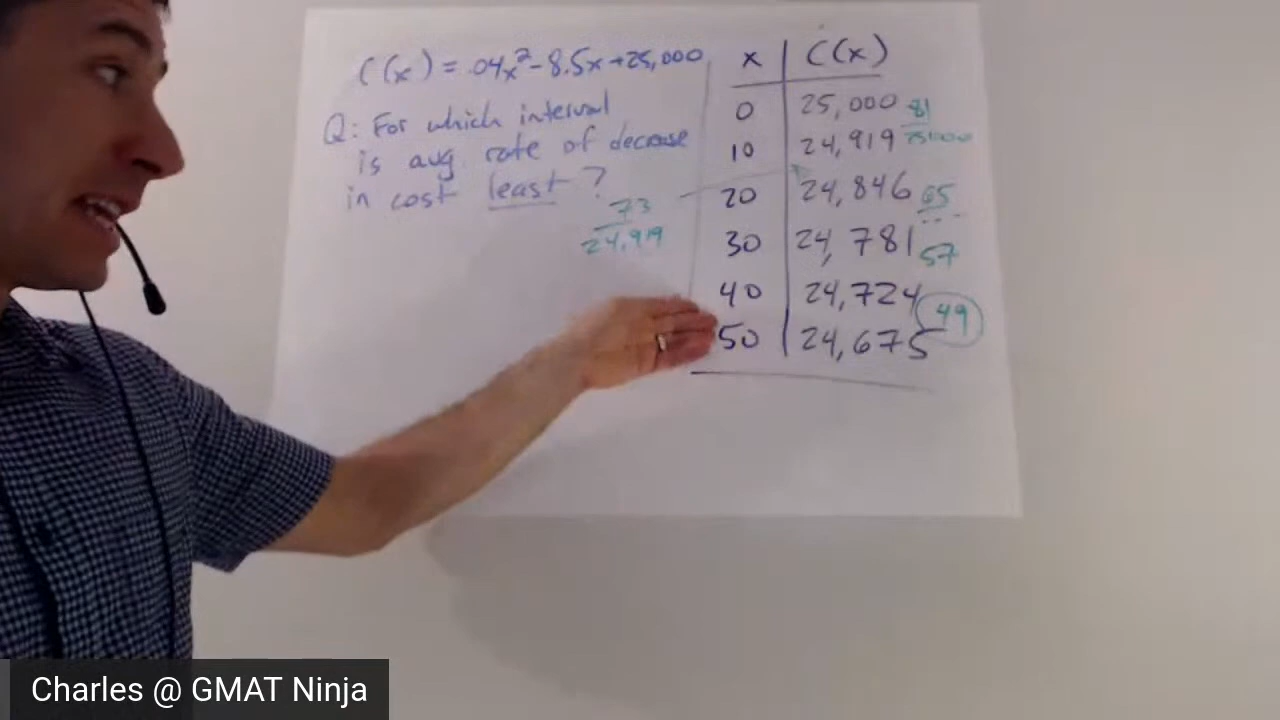 C(x) = .04x² - 8.5x + 25,000
Q: For which interval
is avg. rate of decrease
in cost least?
73
24,919
x C(x)
0 25,000 81
25,000
10 24,919
20 24,846 65
30 24,781 57
40 24,724 49
50 24,675
Charles @ GMAT Ninja